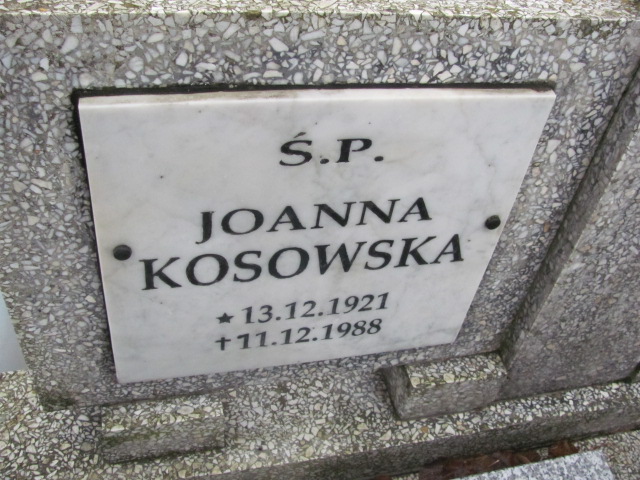 Ś.P.
JOANNA
KOSOWSKA
★ 13.12.1921
✝ 11.12.1988